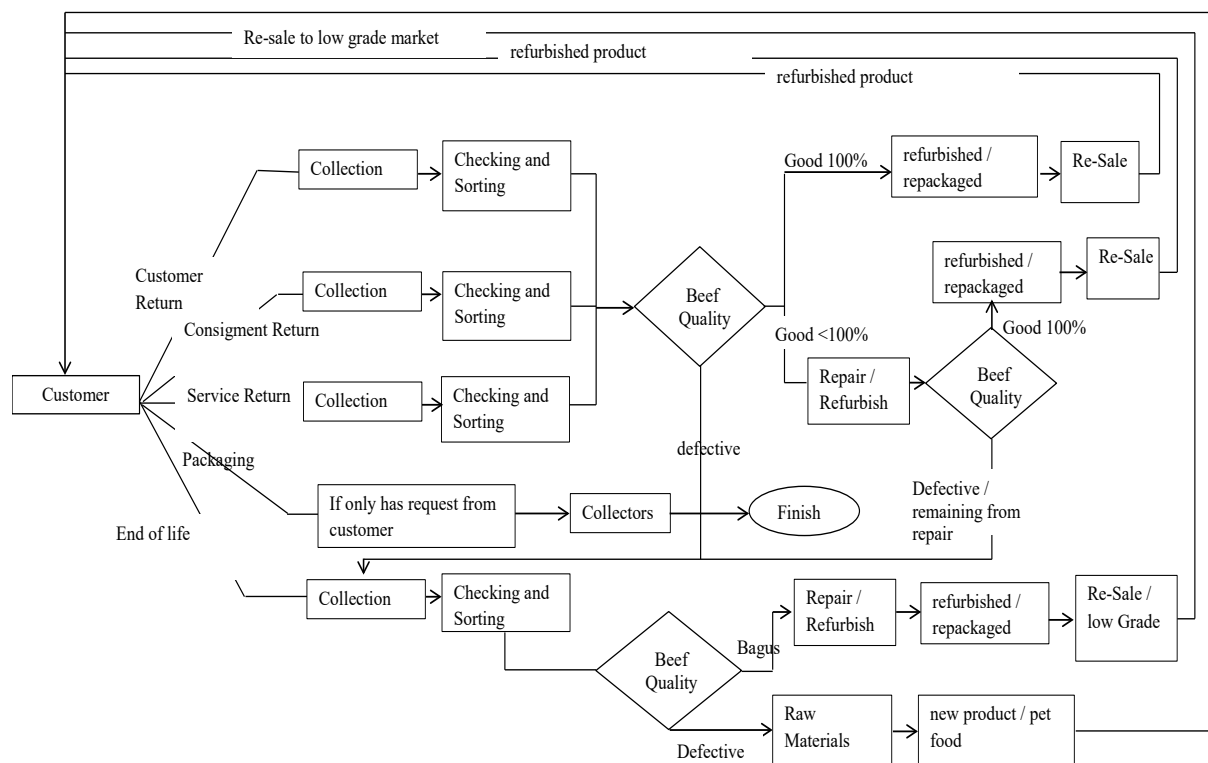 Re-sale to low grade market
refurbished product
refurbished product
Collection
Checking and
Sorting
Good 100%
refurbished /
repackaged
Re-Sale
Customer
Return
Consigment Return
Collection
Checking and
Sorting
Beef
Quality
refurbished /
repackaged
Re-Sale
Good 100%
Good <100%
Customer
Service Return
Collection
Checking and
Sorting
Repair /
Refurbish
Beef
Quality
Packaging
defective
If only has request from
customer
Collectors
Finish
Defective /
remaining from
repair
End of life
Collection
Checking and
Sorting
Beef
Quality
Bagus
Repair /
Refurbish
refurbished /
repackaged
Re-Sale /
low Grade
Defective
Raw
Materials
new product / pet
food